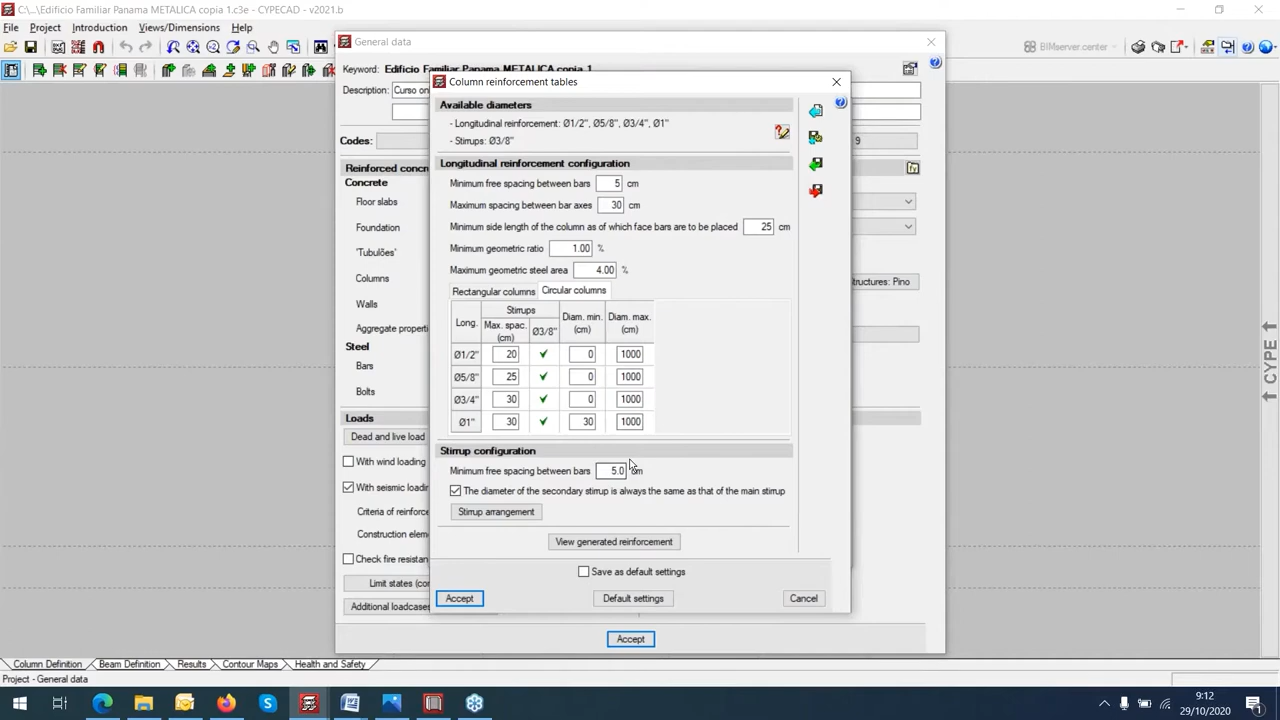 C:\...\Edificio Familiar Panama METALICA copia 1.c3e - CYPECAD - v2021.b
File Project Introduction Views/Dimensions Help
BIMserver.center
General data
Keyword: Edificio Familiar Panama METALICA copia 1
Description: Curso on
Codes: 9
Reinforced concre
Concrete
Floor slabs
Foundation
'Tubulões'
Columns
Walls
Aggregate properti
Steel
Bars
Bolts
tructures: Pino
Loads
Dead and live load
With wind loading
With seismic loadin
Criteria of reinforce
Construction elem
Check fire resistan
Limit states (con
Additional loadcases
Accept
Column reinforcement tables
Available diameters
- Longitudinal reinforcement: Ø1/2", Ø5/8", Ø3/4", Ø1"
- Stirrups: Ø3/8"
Longitudinal reinforcement configuration
Minimum free spacing between bars 5 cm
Maximum spacing between bar axes 30 cm
Minimum side length of the column as of which face bars are to be placed 25 cm
Minimum geometric ratio 1.00 %
Maximum geometric steel area 4.00 %
Rectangular columns Circular columns
Long. Stirrups Diam. min. (cm) Diam. max. (cm)
Max. spac. (cm) Ø3/8"
Ø1/2" 20 0 1000
Ø5/8" 25 0 1000
Ø3/4" 30 0 1000
Ø1" 30 30 1000
Stirrup configuration
Minimum free spacing between bars 5.0 cm
The diameter of the secondary stirrup is always the same as that of the main stirrup
Stirrup arrangement
View generated reinforcement
Save as default settings
Accept Default settings Cancel
CYPE
Column Definition Beam Definition Results Contour Maps Health and Safety
Project - General data
9:12
29/10/2020